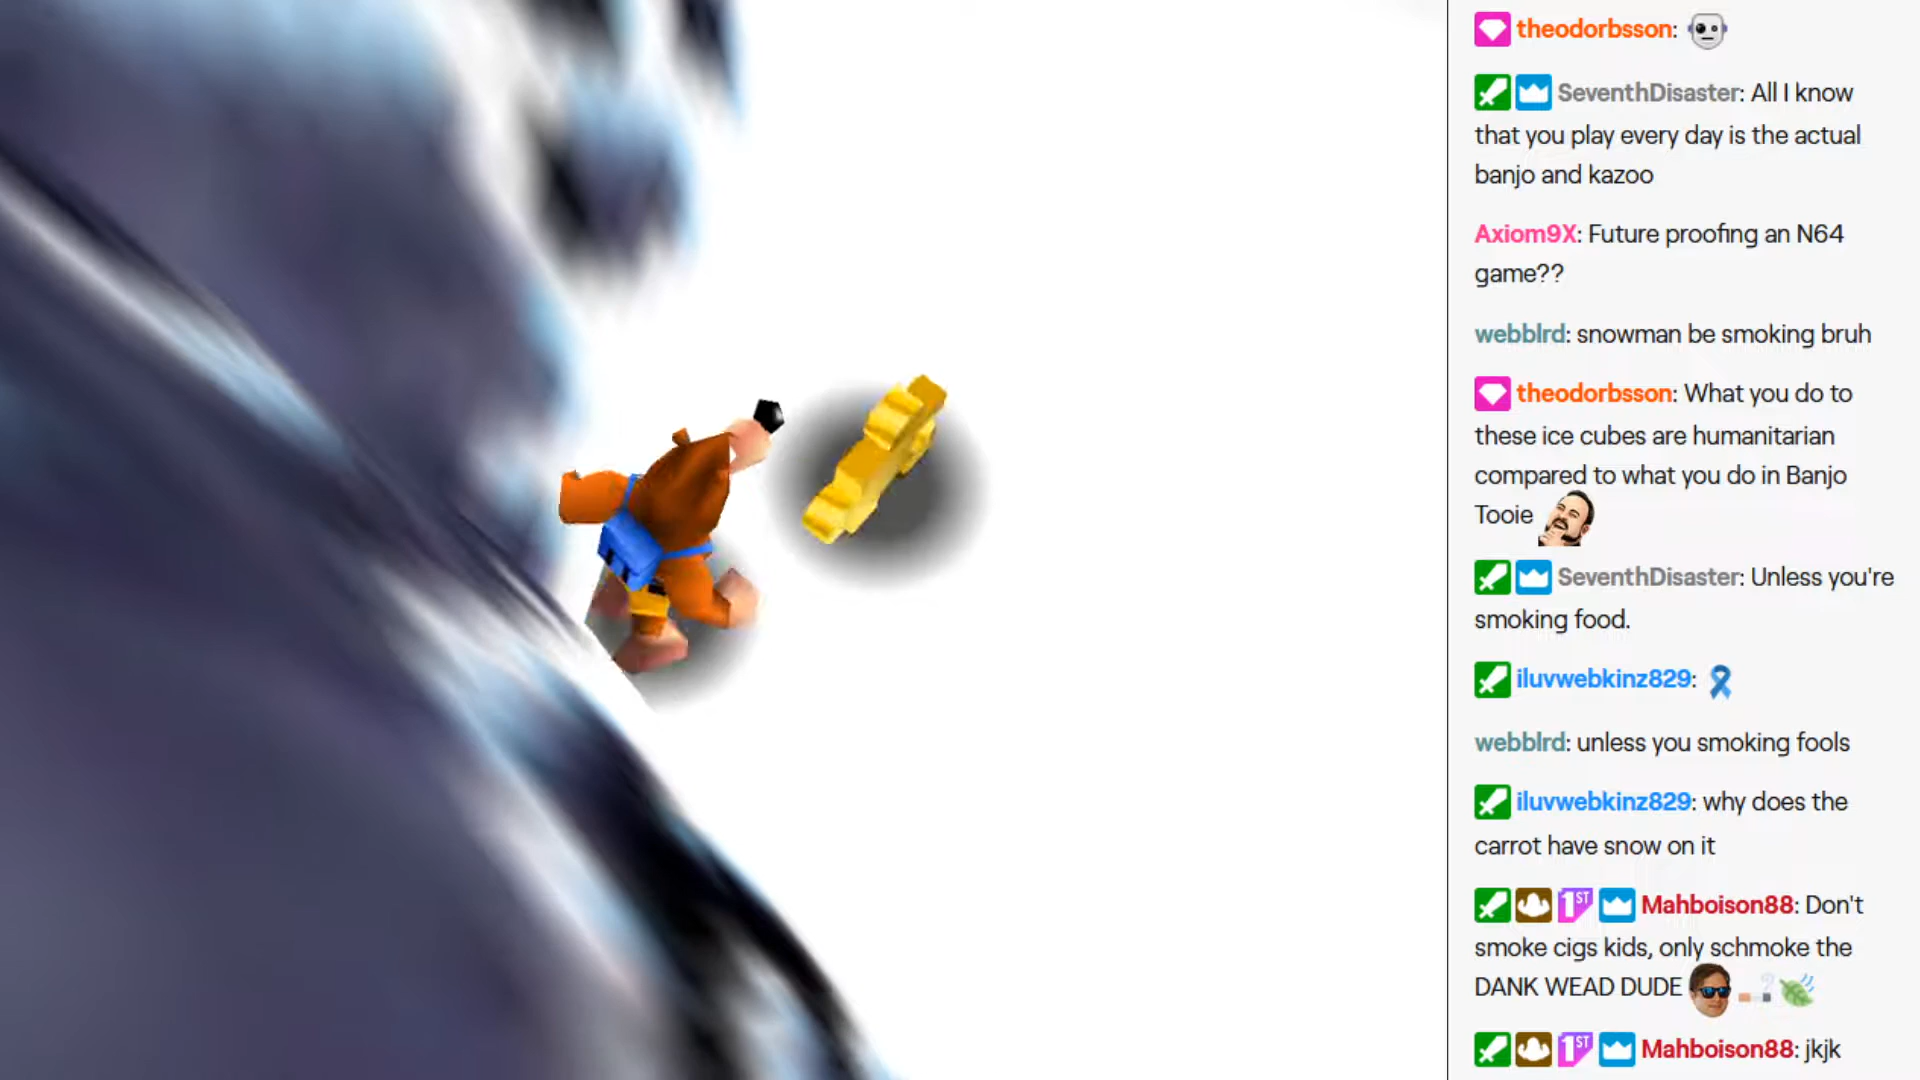 theodorbsson:
SeventhDisaster: All I know
that you play every day is the actual
banjo and kazoo
Axiom9X: Future proofing an N64
game??
webblrd: snowman be smoking bruh
theodorbsson: What you do to
these ice cubes are humanitarian
compared to what you do in Banjo
Tooie
SeventhDisaster: Unless you're
smoking food.
iluvwebkinz829:
webblrd: unless you smoking fools
iluvwebkinz829: why does the
carrot have snow on it
1ST Mahboison88: Don't
smoke cigs kids, only schmoke the
DANK WEAD DUDE
1ST Mahboison88: jkjk